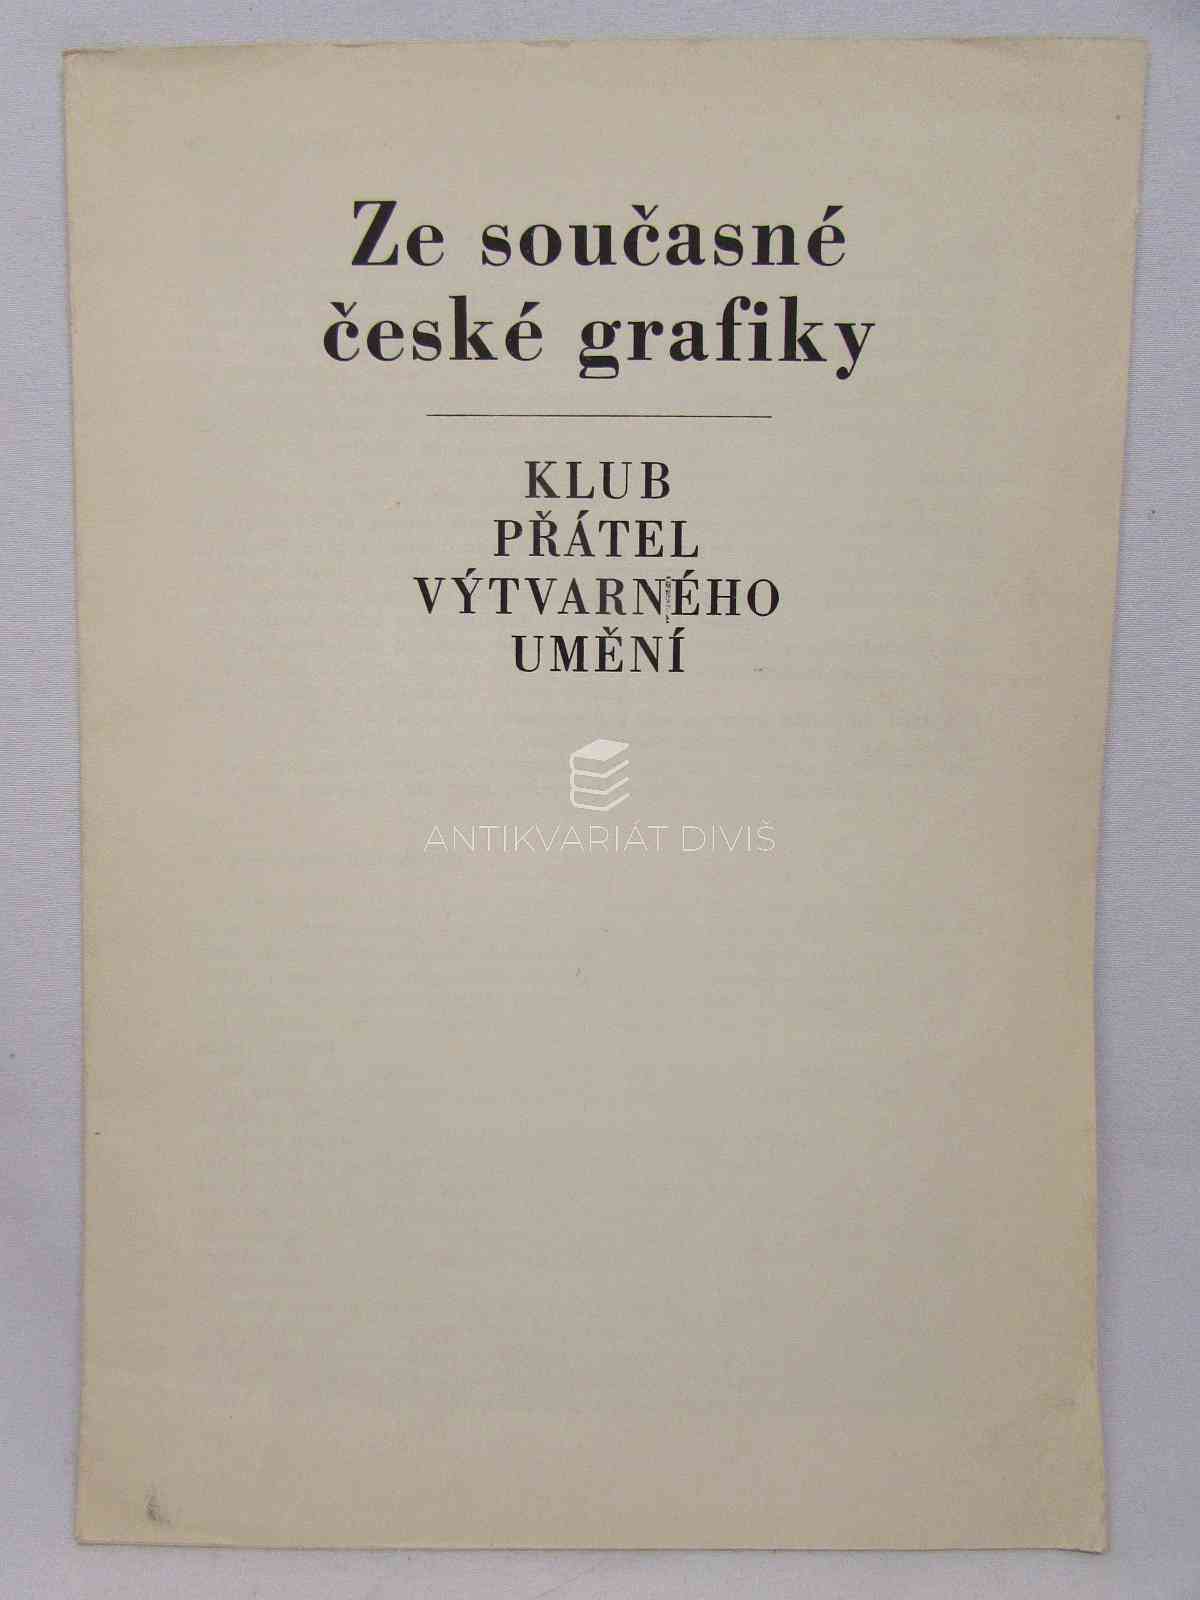 Ze současné
české grafiky
KLUB
PŘÁTEL
VÝTVARNÉHO
UMĚNÍ
ANTIKVARIÁT DIVIŠ